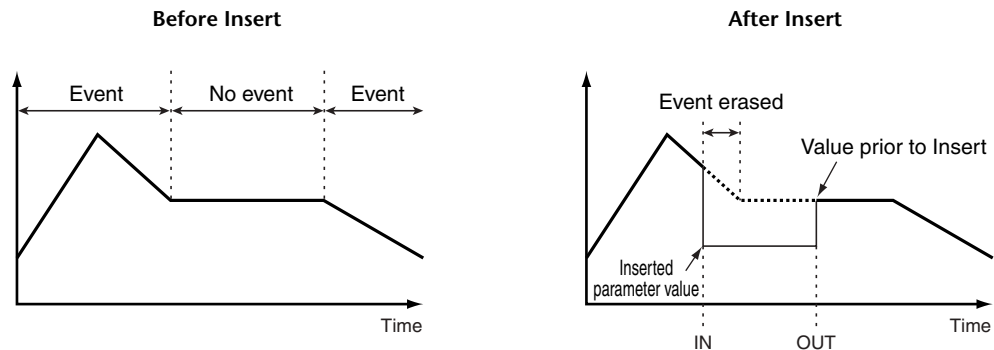 Before Insert
Event
No event
Event
Time
After Insert
Event erased
Value prior to Insert
Inserted
parameter value
Time
IN
OUT